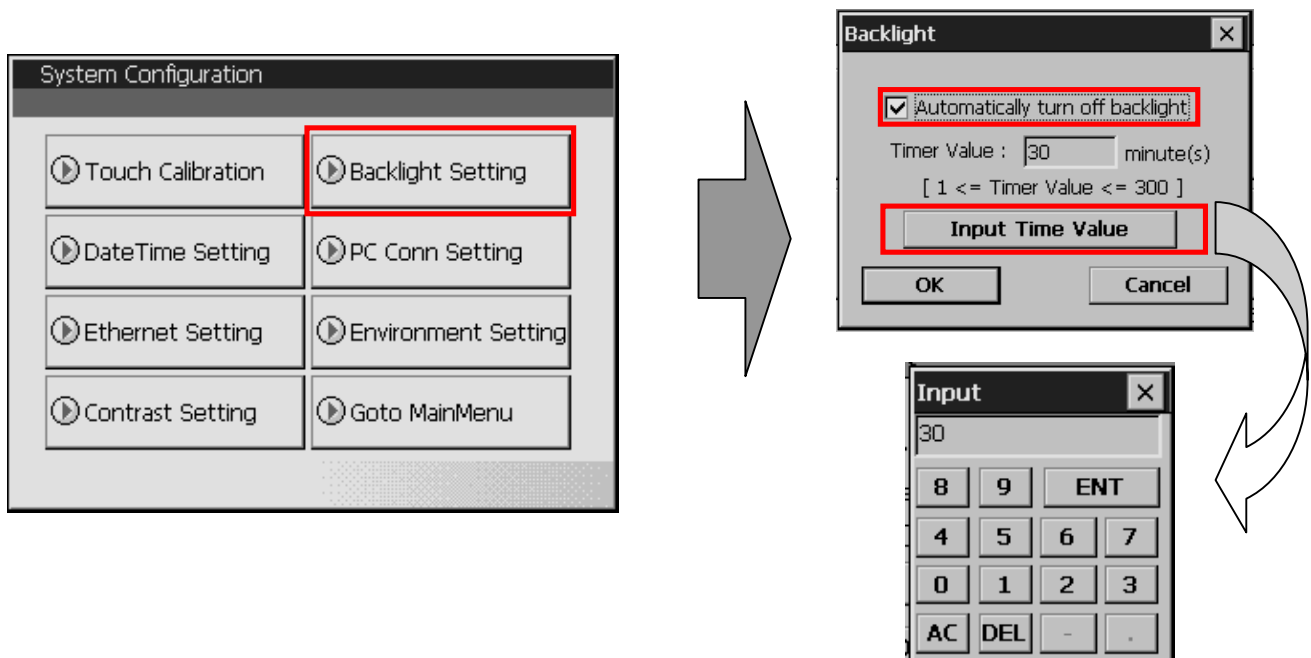 System Configuration
Touch Calibration
Backlight Setting
DateTime Setting
PC Conn Setting
Ethernet Setting
Environment Setting
Contrast Setting
Goto MainMenu
Backlight
Automatically turn off backlight
Timer Value : 30 minute(s)
[ 1 <= Timer Value <= 300 ]
Input Time Value
OK Cancel
Input
30
8 9 ENT
4 5 6 7
0 1 2 3
AC DEL - .